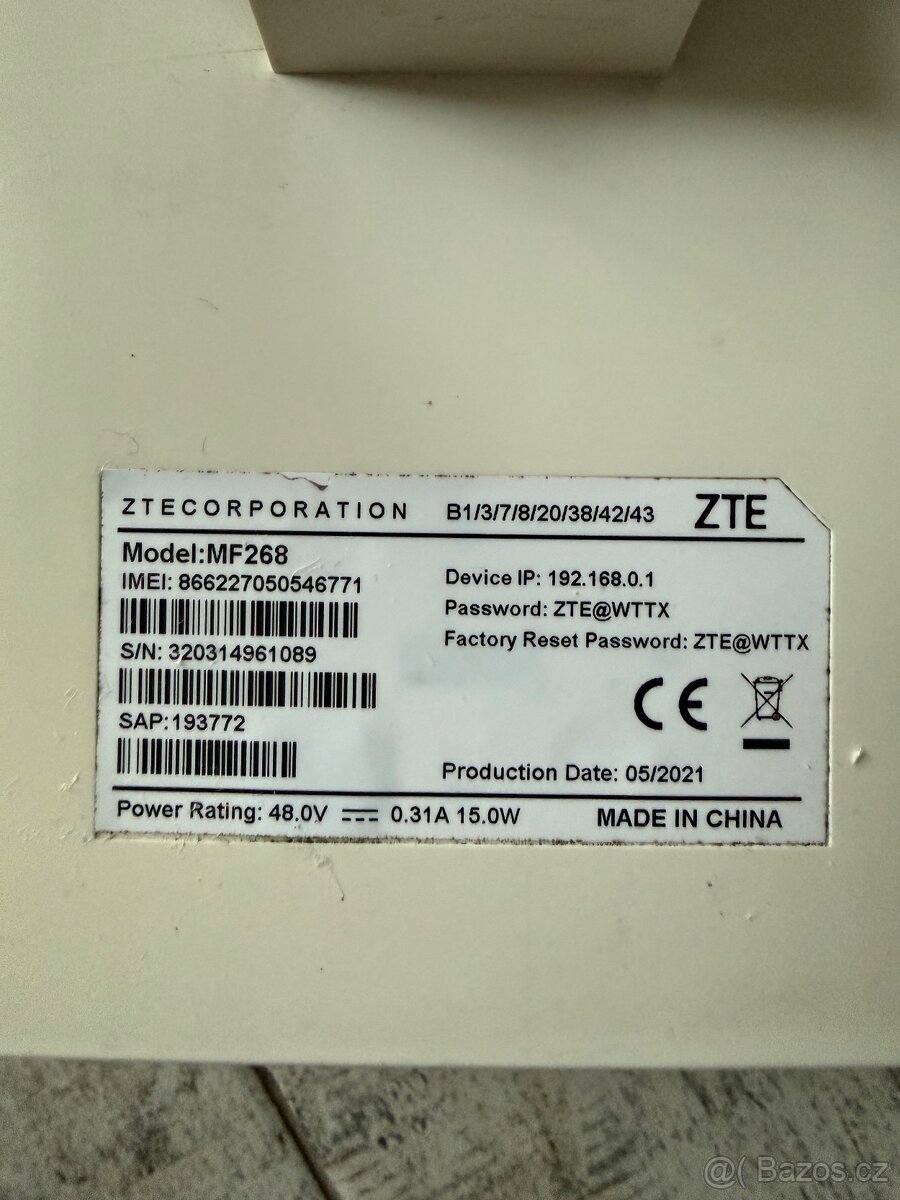 ZTECORPORATION B1/3/7/8/20/38/42/43 ZTE
Model:MF268
IMEI: 866227050546771
S/N: 320314961089
SAP:193772
Device IP: 192.168.0.1
Password: ZTE@WTTX
Factory Reset Password: ZTE@WTTX
CE
Production Date: 05/2021
Power Rating: 48.0V 0.31A 15.0W MADE IN CHINA
@( Bazos.cz